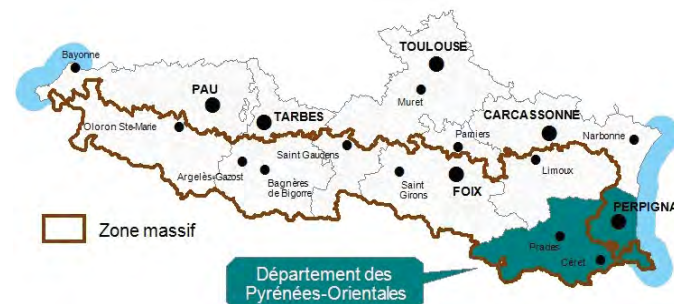 Bayonne
TOULOUSE
PAU
Muret
TARBES
CARCASSONNE
Oloron Ste-Marie
Pamiers
Narbonne
Saint Gaudens
Argelès-Gazost
Bagnères
de Bigorre
Saint
Girons
FOIX
Limoux
PERPIGNA
Zone massif
Prades
Céret
Département des
Pyrénées-Orientales